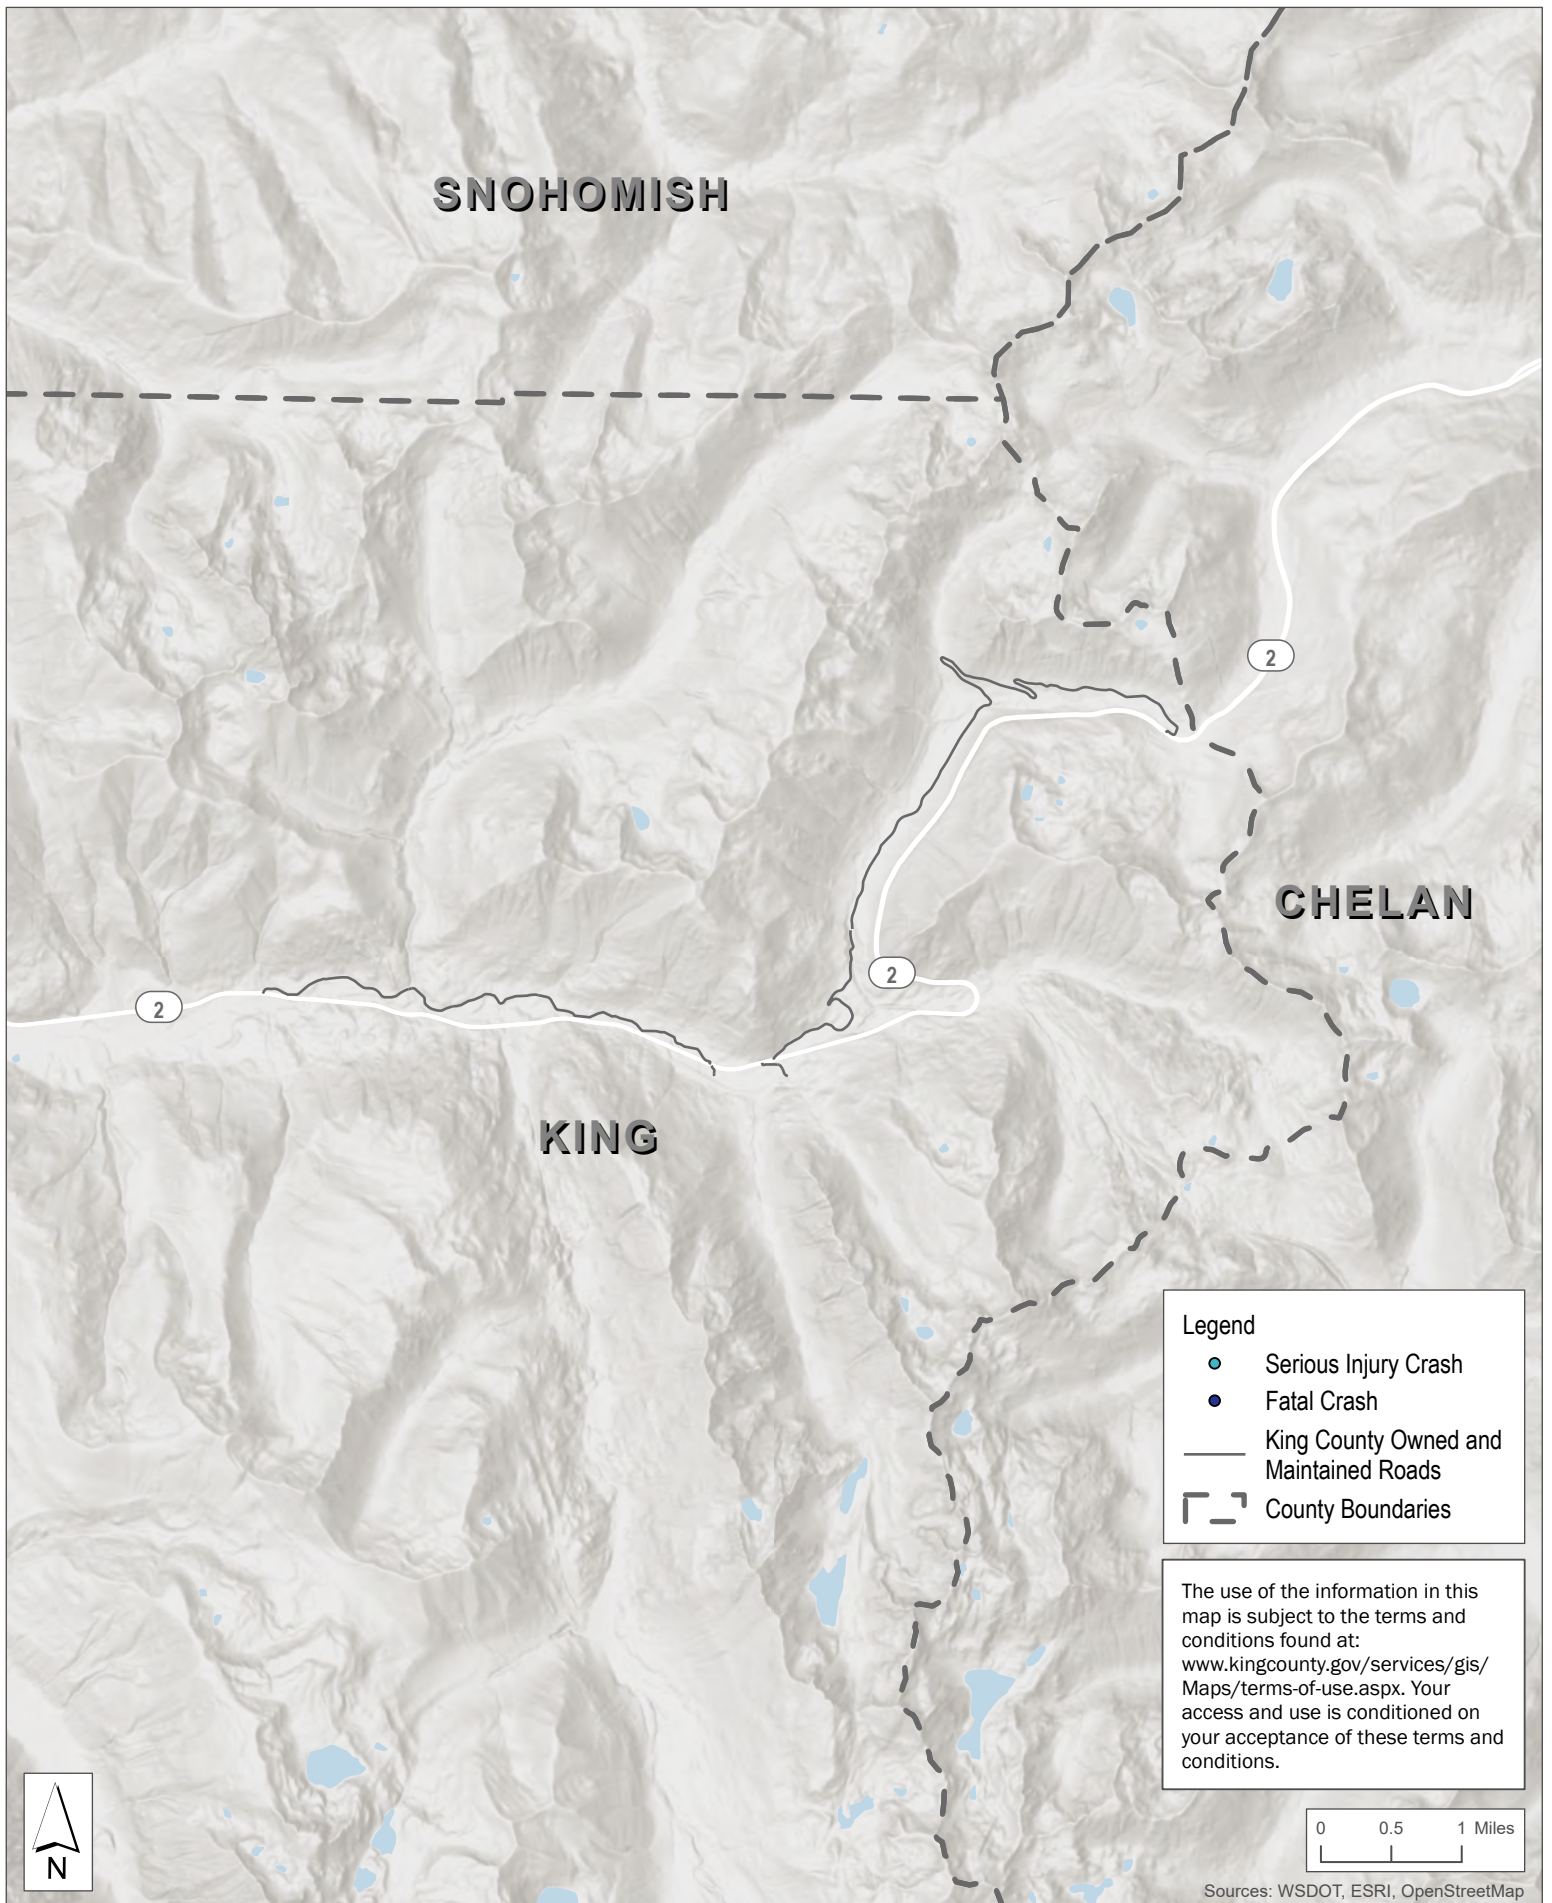 SNOHOMISH
2
CHELAN
2
2
KING
Legend
Serious Injury Crash
Fatal Crash
King County Owned and
Maintained Roads
County Boundaries
The use of the information in this
map is subject to the terms and
conditions found at:
www.kingcounty.gov/services/gis/
Maps/terms-of-use.aspx. Your
access and use is conditioned on
your acceptance of these terms and
conditions.
0 0.5 1 Miles
N
Sources: WSDOT, ESRI, OpenStreetMap